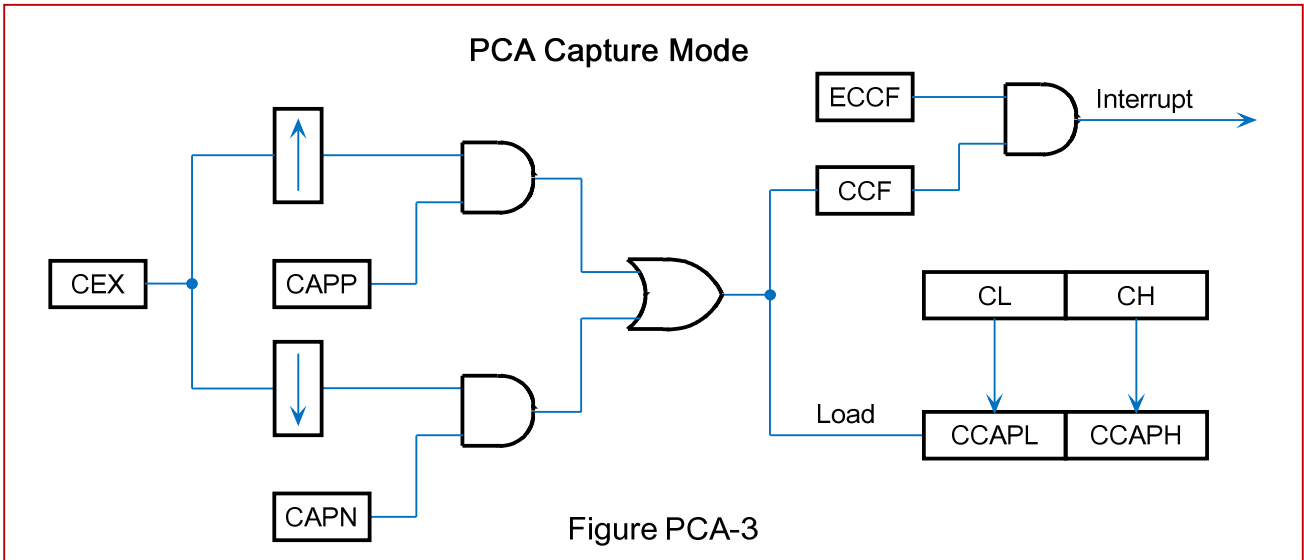 PCA Capture Mode
ECCF
Interrupt
CCF
CEX
CAPP
CL
CH
Load
CCAPL
CCAPH
CAPN
Figure PCA-3